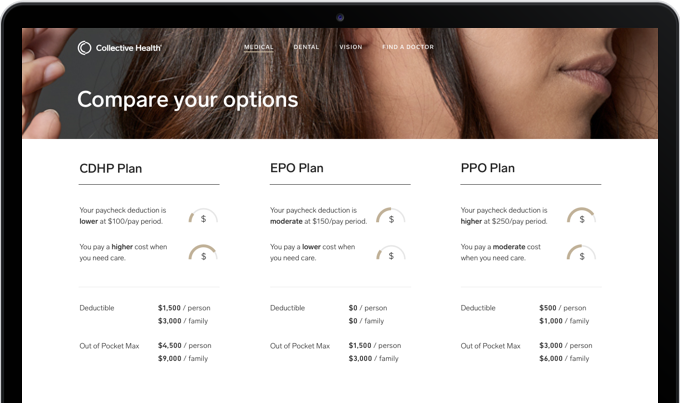 Collective Health
MEDICAL DENTAL VISION FIND A DOCTOR
Compare your options
CDHP Plan
Your paycheck deduction is
lower at $100/pay period.
$
You pay a higher cost when
you need care.
$
Deductible $1,500 / person
$3,000 / family
Out of Pocket Max $4,500 / person
$9,000 / family
EPO Plan
Your paycheck deduction is
moderate at $150/pay period.
$
You pay a lower cost when
you need care.
$
Deductible $0 / person
$0 / family
Out of Pocket Max $1,500 / person
$3,000 / family
PPO Plan
Your paycheck deduction is
higher at $250/pay period.
$
You pay a moderate cost
when you need care.
$
Deductible $500 / person
$1,000 / family
Out of Pocket Max $3,000 / person
$6,000 / family